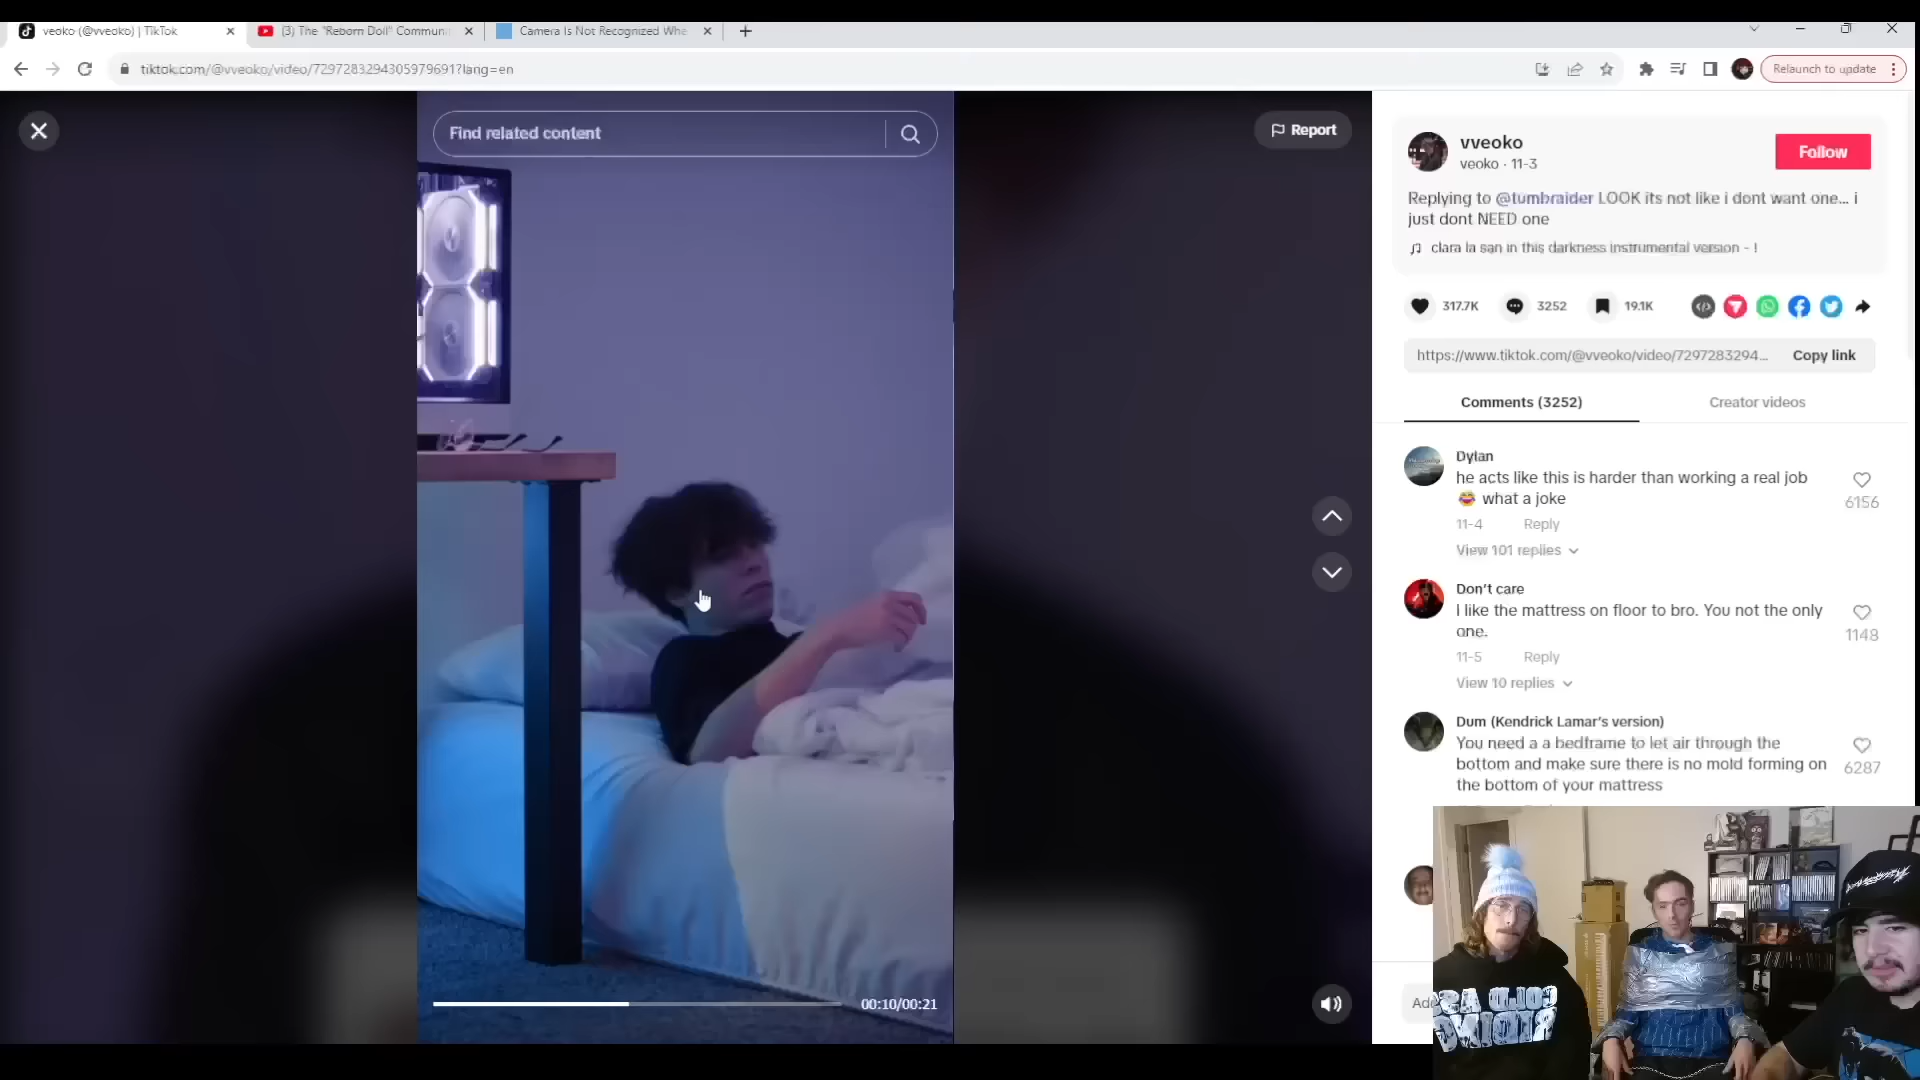 veoko (@vveoko) | TikTok
(3) The "Reborn Doll" Commun
Camera Is Not Recognized Whe
tiktok.com/@vveoko/video/7297283294305979691?lang=en
Relaunch to update
Find related content
Report
vveoko
veoko · 11-3
Follow
Replying to @tumbraider LOOK its not like i dont want one... i
just dont NEED one
clara la san in this darkness instrumental version - !
317.7K
3252
19.1K
https://www.tiktok.com/@vveoko/video/7297283294...
Copy link
Comments (3252)
Creator videos
Dylan
he acts like this is harder than working a real job
😂 what a joke
6156
11-4 Reply
View 101 replies
Don't care
I like the mattress on floor to bro. You not the only
one.
1148
11-5 Reply
View 10 replies
Dum (Kendrick Lamar's version)
You need a a bedframe to let air through the
bottom and make sure there is no mold forming on
the bottom of your mattress
6287
00:10/00:21